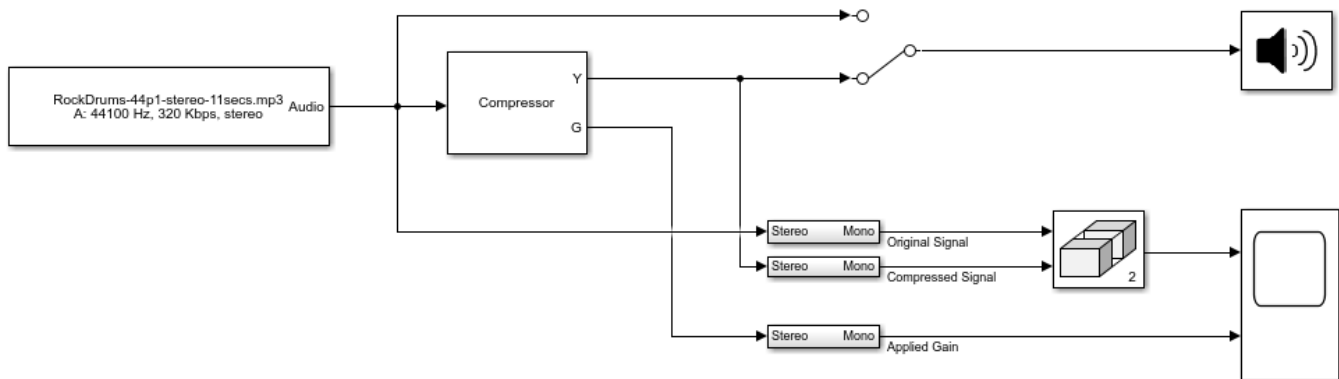 RockDrums-44p1-stereo-11secs.mp3
A: 44100 Hz, 320 Kbps, stereo
Audio
Compressor
Y
G
Stereo Mono
Original Signal
Stereo Mono
Compressed Signal
2
Stereo Mono
Applied Gain